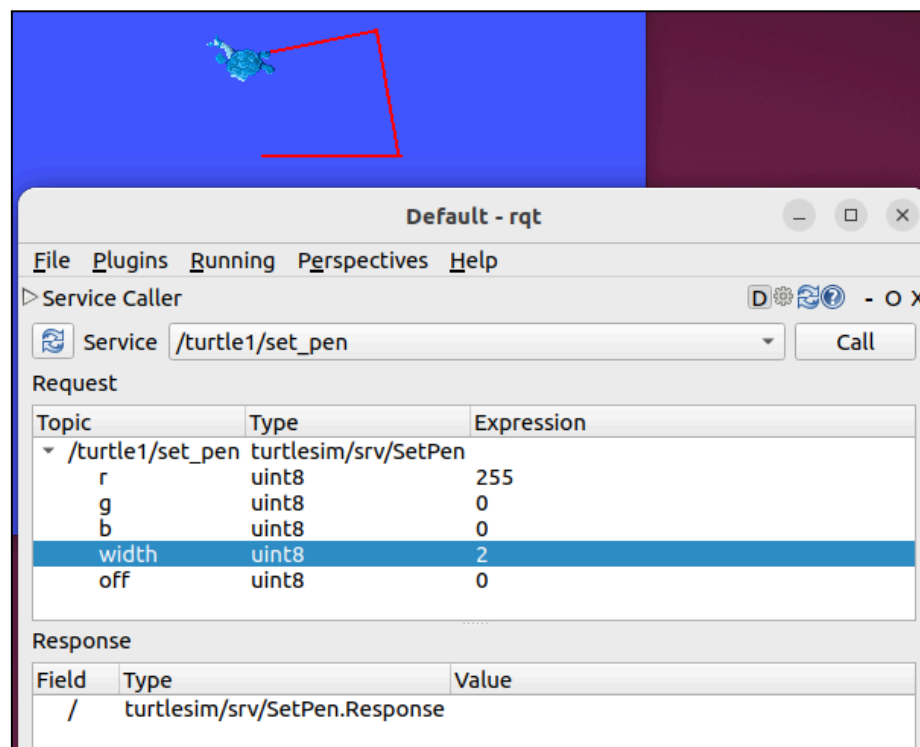 Default - rqt
File Plugins Running Perspectives Help
Service Caller D ? - O X
Service /turtle1/set_pen Call
Request
Topic Type Expression
/turtle1/set_pen turtlesim/srv/SetPen
r uint8 255
g uint8 0
b uint8 0
width uint8 2
off uint8 0
Response
Field Type Value
/ turtlesim/srv/SetPen.Response